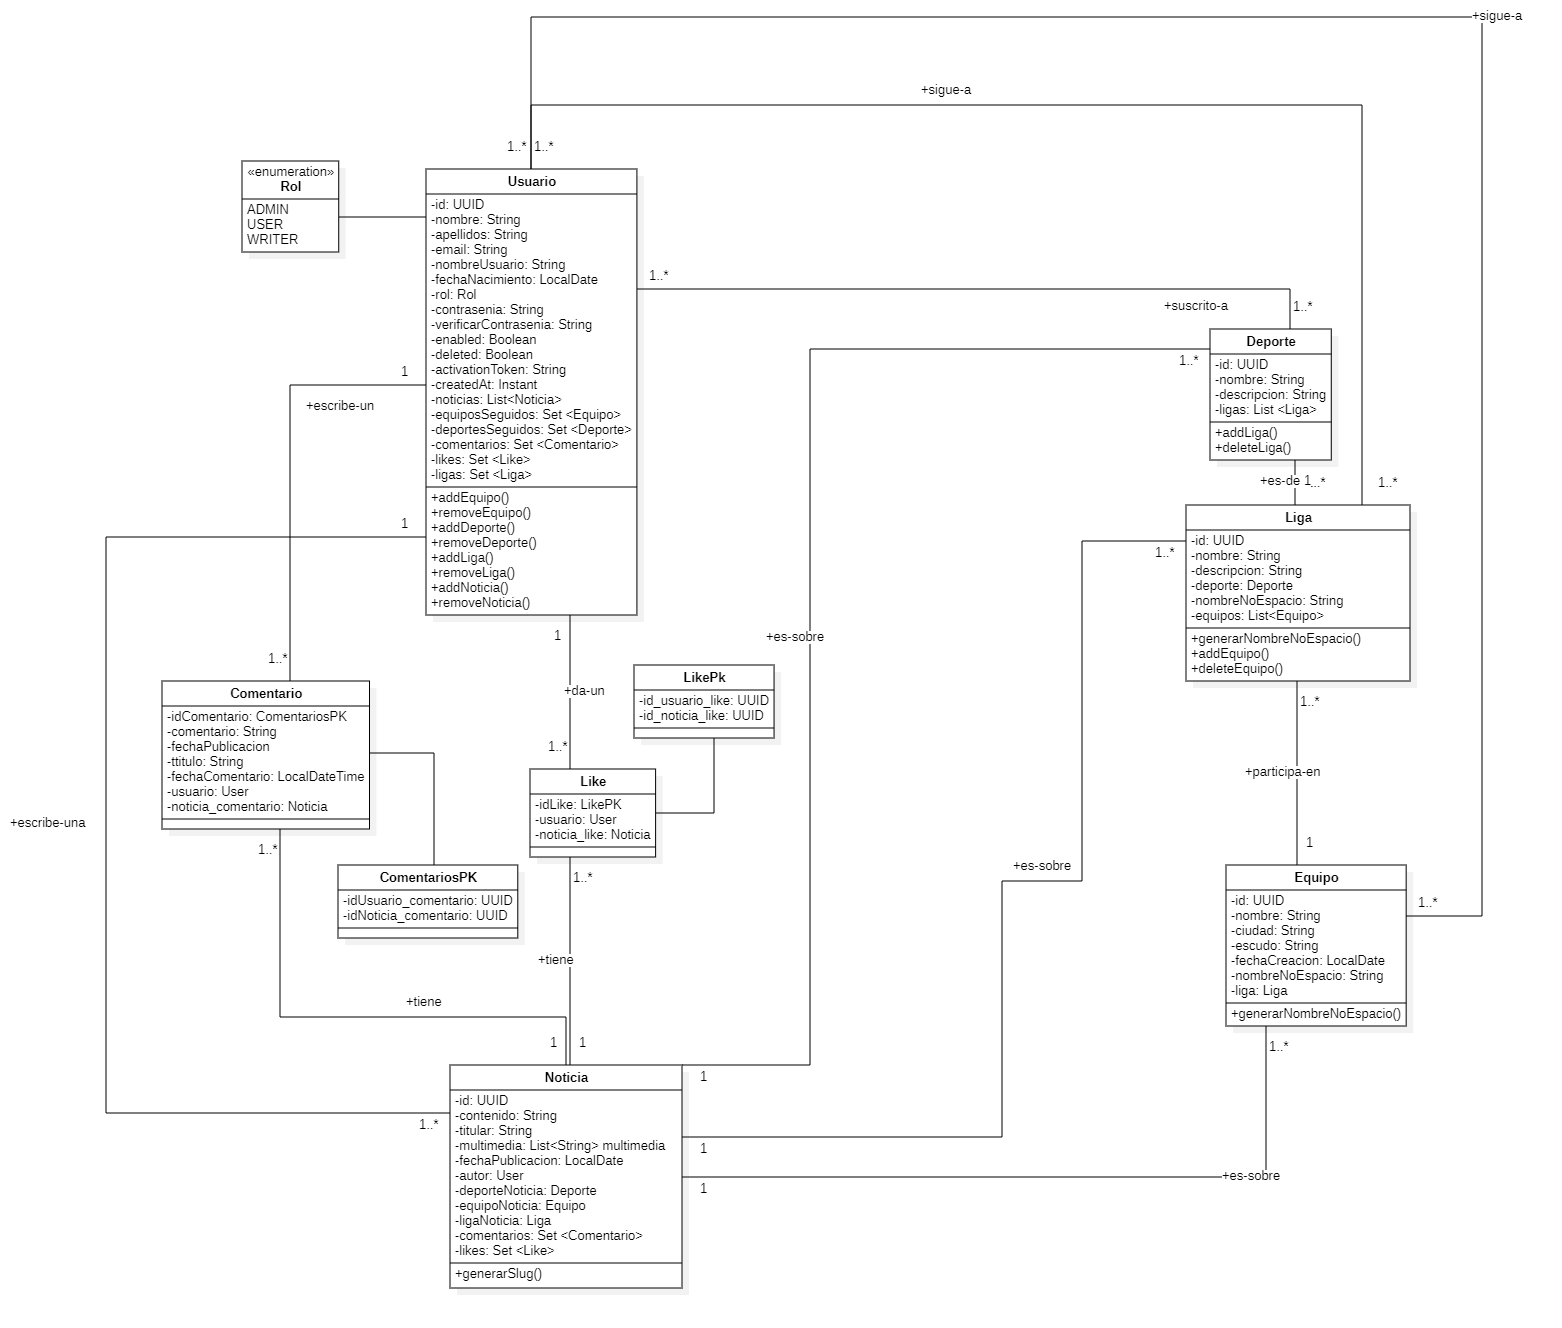 +sigue-a
+sigue-a
1..*
1..*
«enumeration»
Rol
ADMIN
USER
WRITER
Usuario
-id: UUID
-nombre: String
-apellidos: String
-email: String
-nombreUsuario: String
-fechaNacimiento: LocalDate
-rol: Rol
-contrasenia: String
-verificarContrasenia: String
-enabled: Boolean
-deleted: Boolean
-activationToken: String
-createdAt: Instant
-noticias: List<Noticia>
-equiposSeguidos: Set <Equipo>
-deportesSeguidos: Set <Deporte>
-comentarios: Set <Comentario>
-likes: Set <Like>
-ligas: Set <Liga>
+addEquipo()
+removeEquipo()
+addDeporte()
+removeDeporte()
+addLiga()
+removeLiga()
+addNoticia()
+removeNoticia()
1..*
+suscrito-a
1..*
Deporte
-id: UUID
-nombre: String
-descripcion: String
-ligas: List <Liga>
+addLiga()
+deleteLiga()
1..*
1
+escribe-un
+es-de
1..*
1..*
Liga
-id: UUID
-nombre: String
-descripcion: String
-deporte: Deporte
-nombreNoEspacio: String
-equipos: List<Equipo>
+generarNombreNoEspacio()
+addEquipo()
+deleteEquipo()
1
1..*
1
+es-sobre
1..*
Comentario
-idComentario: ComentariosPK
-comentario: String
-fechaPublicacion
-ttitulo: String
-fechaComentario: LocalDateTime
-usuario: User
-noticia_comentario: Noticia
+da-un
LikePk
-id_usuario_like: UUID
-id_noticia_like: UUID
1..*
1..*
+participa-en
Like
-idLike: LikePK
-usuario: User
-noticia_like: Noticia
+escribe-una
1..*
1
+es-sobre
ComentariosPK
-idUsuario_comentario: UUID
-idNoticia_comentario: UUID
1..*
Equipo
-id: UUID
-nombre: String
-ciudad: String
-escudo: String
-fechaCreacion: LocalDate
-nombreNoEspacio: String
-liga: Liga
+generarNombreNoEspacio()
1..*
+tiene
+tiene
1
1
1..*
1
Noticia
-id: UUID
-contenido: String
-titular: String
-multimedia: List<String> multimedia
-fechaPublicacion: LocalDate
-autor: User
-deporteNoticia: Deporte
-equipoNoticia: Equipo
-ligaNoticia: Liga
-comentarios: Set <Comentario>
-likes: Set <Like>
+generarSlug()
1..*
1
+es-sobre
1